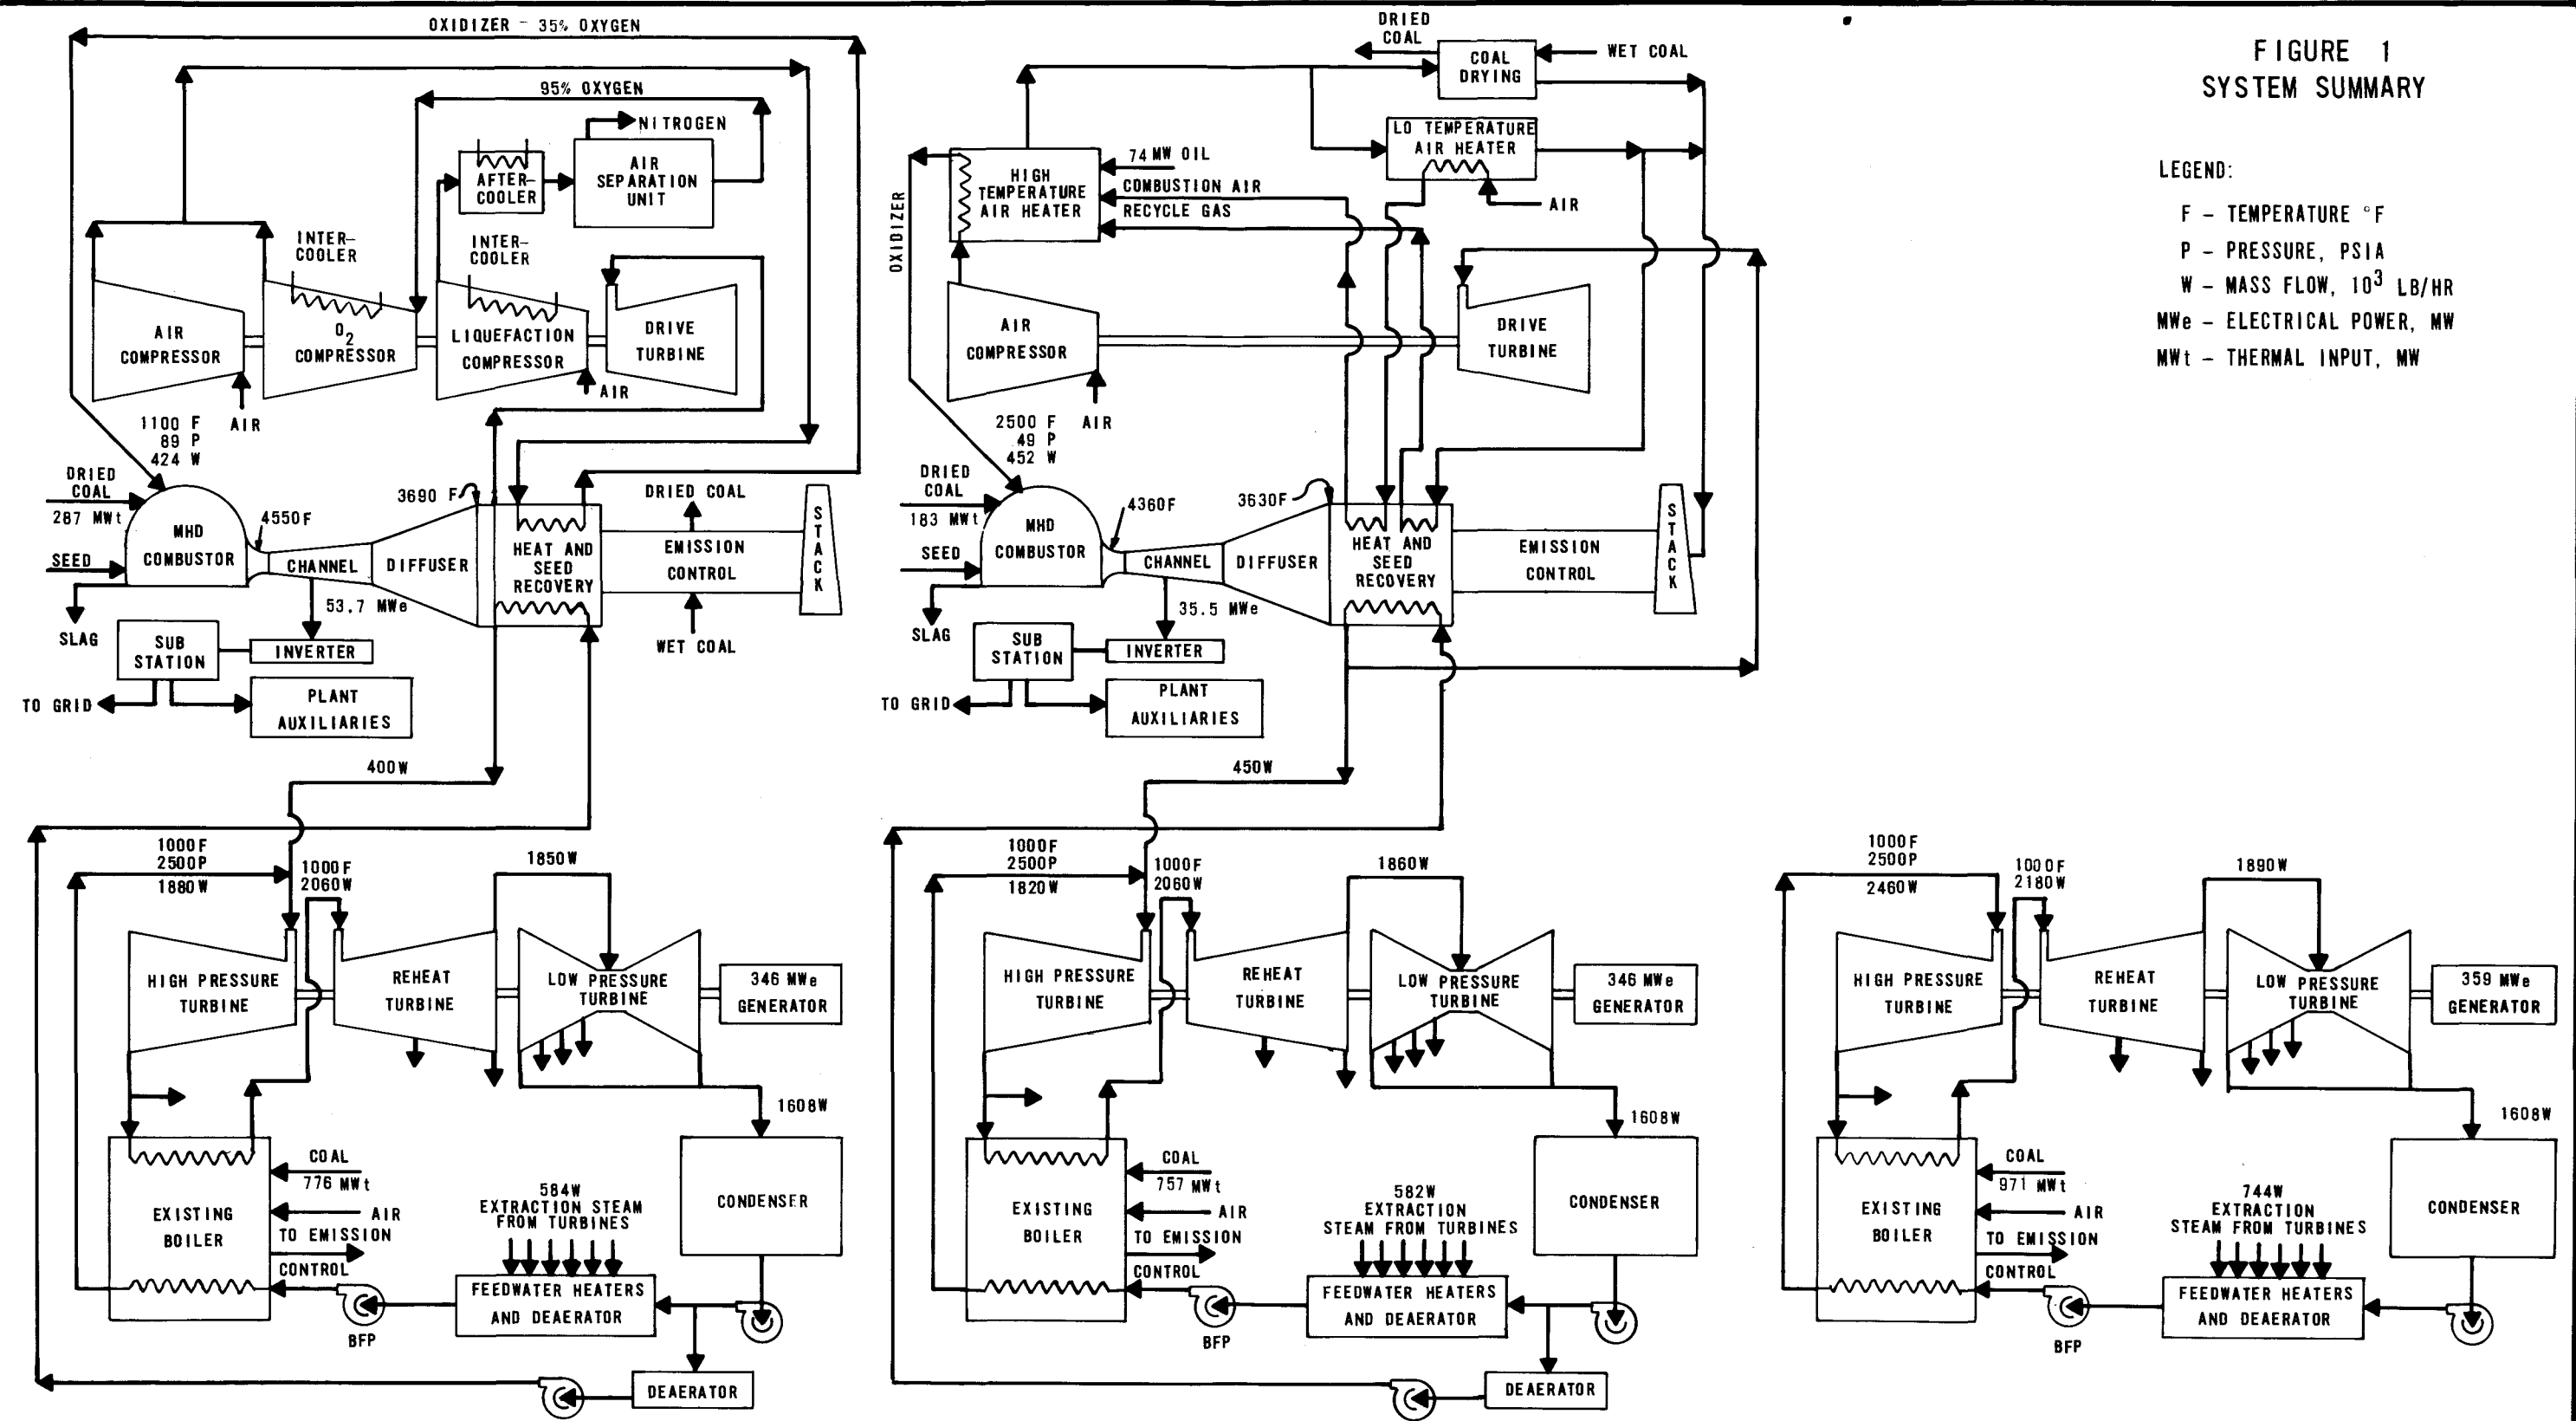 FIGURE 1
SYSTEM SUMMARY
LEGEND:
F – TEMPERATURE °F
P – PRESSURE, PSIA
W – MASS FLOW, 10³ LB/HR
MWe – ELECTRICAL POWER, MW
MWt – THERMAL INPUT, MW
OXIDIZER – 35% OXYGEN
95% OXYGEN
NITROGEN
AFTER-
COOLER
AIR
SEPARATION
UNIT
INTER-
COOLER
INTER-
COOLER
AIR
COMPRESSOR
O2
COMPRESSOR
LIQUEFACTION
COMPRESSOR
DRIVE
TURBINE
AIR
AIR
1100 F
89 P
424 W
DRIED
COAL
287 MWt
SEED
SLAG
MHD
COMBUSTOR
4550F
CHANNEL
DIFFUSER
3690 F
HEAT AND
SEED
RECOVERY
DRIED COAL
EMISSION
CONTROL
WET COAL
STACK
53.7 MWe
SUB
STATION
INVERTER
TO GRID
PLANT
AUXILIARIES
400W
1000F
2500P
1880W
1000F
2060W
1850W
HIGH PRESSURE
TURBINE
REHEAT
TURBINE
LOW PRESSURE
TURBINE
346 MWe
GENERATOR
1608W
EXISTING
BOILER
COAL
776 MWt
AIR
TO EMISSION
CONTROL
584W
EXTRACTION STEAM
FROM TURBINES
CONDENSER
FEEDWATER HEATERS
AND DEAERATOR
BFP
DEAERATOR
DRIED
COAL
COAL
DRYING
WET COAL
LO TEMPERATURE
AIR HEATER
AIR
OXIDIZER
HIGH
TEMPERATURE
AIR HEATER
74 MW OIL
COMBUSTION AIR
RECYCLE GAS
AIR
COMPRESSOR
DRIVE
TURBINE
AIR
2500 F
49 P
452 W
DRIED
COAL
183 MWt
SEED
SLAG
MHD
COMBUSTOR
4360F
CHANNEL
DIFFUSER
3630F
HEAT AND
SEED
RECOVERY
EMISSION
CONTROL
STACK
35.5 MWe
SUB
STATION
INVERTER
TO GRID
PLANT
AUXILIARIES
450W
1000F
2500P
1820W
1000F
2060W
1860W
HIGH PRESSURE
TURBINE
REHEAT
TURBINE
LOW PRESSURE
TURBINE
346 MWe
GENERATOR
1608W
EXISTING
BOILER
COAL
757 MWt
AIR
TO EMISSION
CONTROL
582W
EXTRACTION
STEAM FROM TURBINES
CONDENSER
FEEDWATER HEATERS
AND DEAERATOR
BFP
DEAERATOR
1000F
2500P
2460W
1000F
2180W
1890W
HIGH PRESSURE
TURBINE
REHEAT
TURBINE
LOW PRESSURE
TURBINE
359 MWe
GENERATOR
1608W
EXISTING
BOILER
COAL
971 MWt
AIR
TO EMISSION
CONTROL
744W
EXTRACTION
STEAM FROM TURBINES
CONDENSER
FEEDWATER HEATERS
AND DEAERATOR
BFP